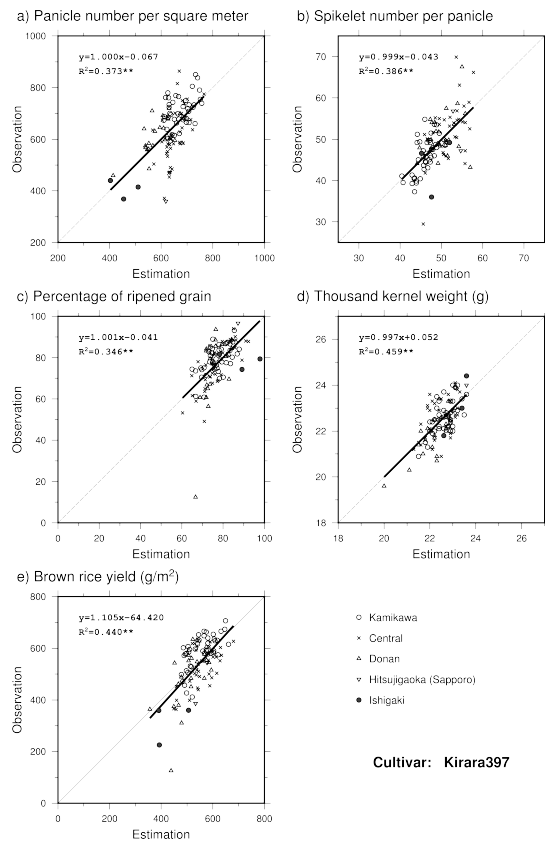 a) Panicle number per square meter
y=1.000x−0.067
R²=0.373**
1000
800
600
400
200
Observation
200 400 600 800 1000
Estimation
b) Spikelet number per panicle
y=0.999x−0.043
R²=0.386**
70
60
50
40
30
Observation
30 40 50 60 70
Estimation
c) Percentage of ripened grain
y=1.001x−0.041
R²=0.346**
100
80
60
40
20
0
Observation
0 20 40 60 80 100
Estimation
d) Thousand kernel weight (g)
y=0.997x+0.052
R²=0.459**
26
24
22
20
18
Observation
18 20 22 24 26
Estimation
e) Brown rice yield (g/m²)
y=1.105x−64.420
R²=0.440**
800
600
400
200
0
Observation
0 200 400 600 800
Estimation
Kamikawa
Central
Donan
Hitsujigaoka (Sapporo)
Ishigaki
Cultivar: Kirara397